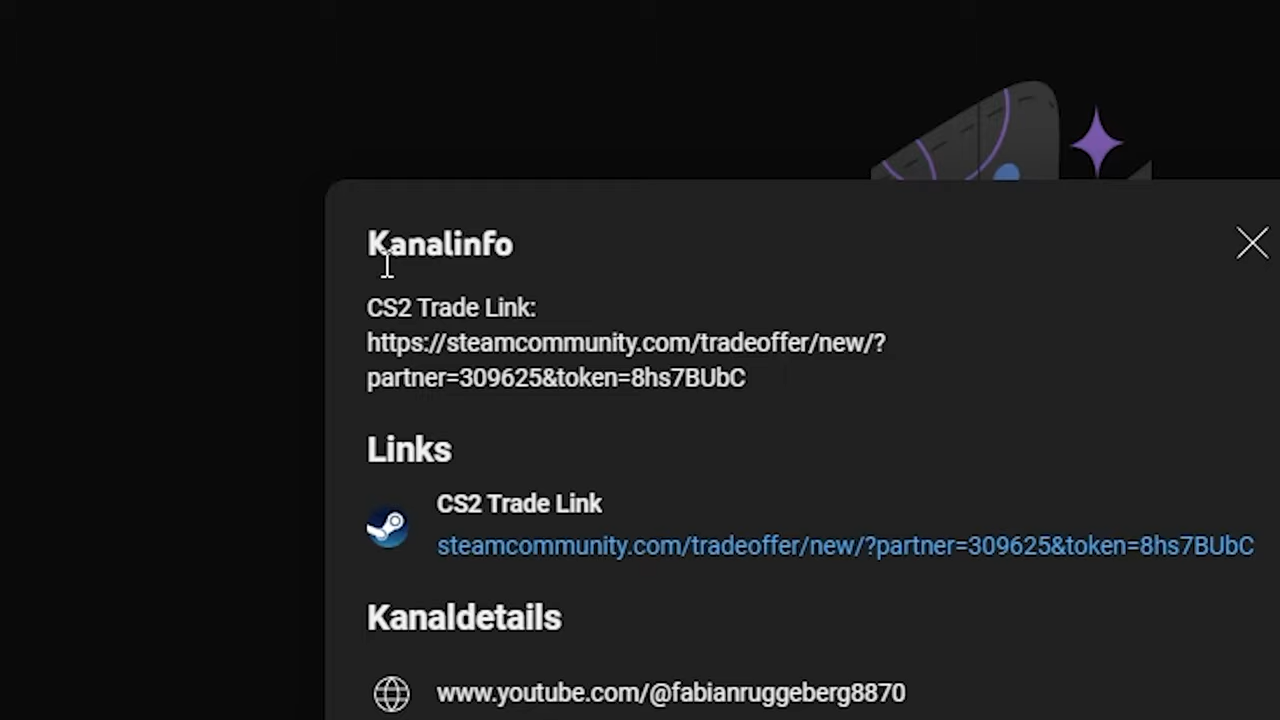 Kanalinfo
CS2 Trade Link:
https://steamcommunity.com/tradeoffer/new/?
partner=309625&token=8hs7BUbC
Links
CS2 Trade Link
steamcommunity.com/tradeoffer/new/?partner=309625&token=8hs7BUbC
Kanaldetails
www.youtube.com/@fabianruggeberg8870